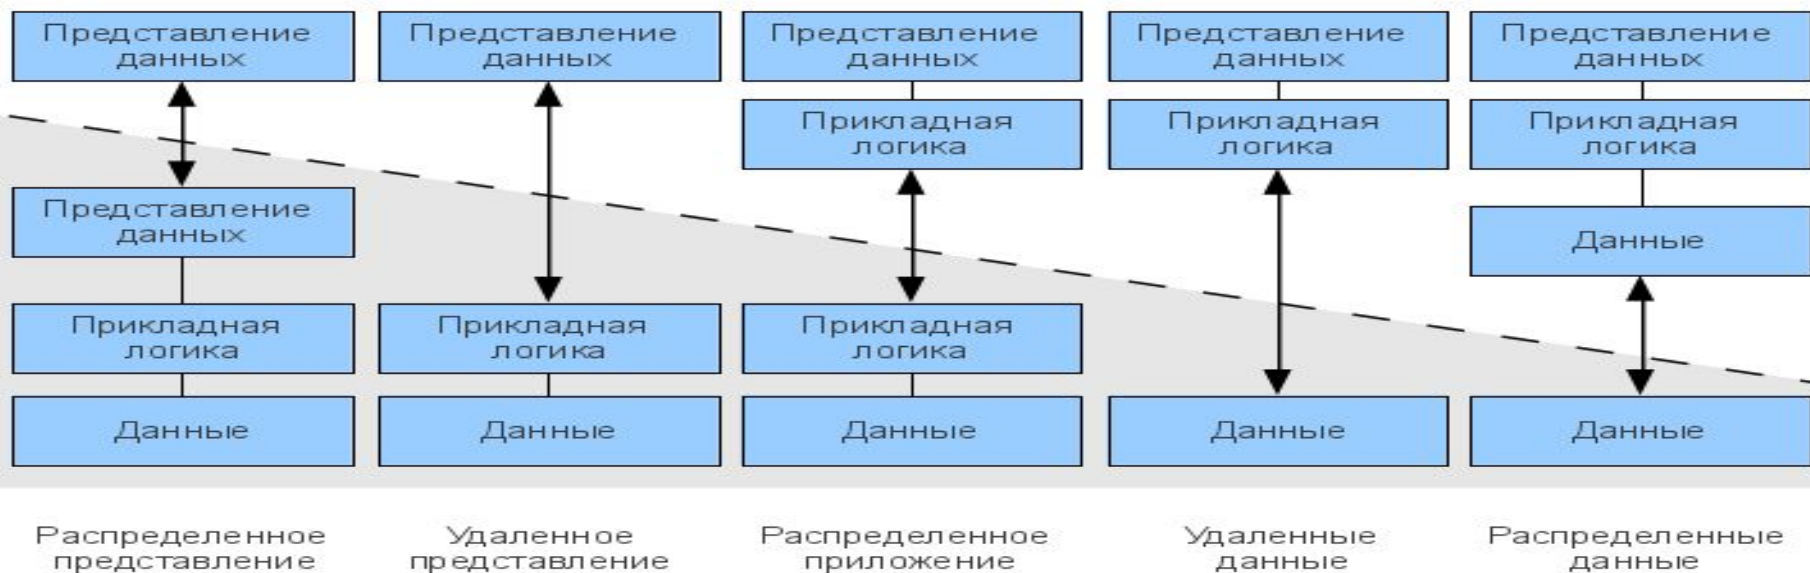 Представление
данных
Представление
данных
Представление
данных
Представление
данных
Представление
данных
Прикладная
логика
Прикладная
логика
Прикладная
логика
Представление
данных
Данные
Прикладная
логика
Прикладная
логика
Прикладная
логика
Данные
Данные
Данные
Данные
Данные
Распределенное
представление
Удаленное
представление
Распределенное
приложение
Удаленные
данные
Распределенные
данные